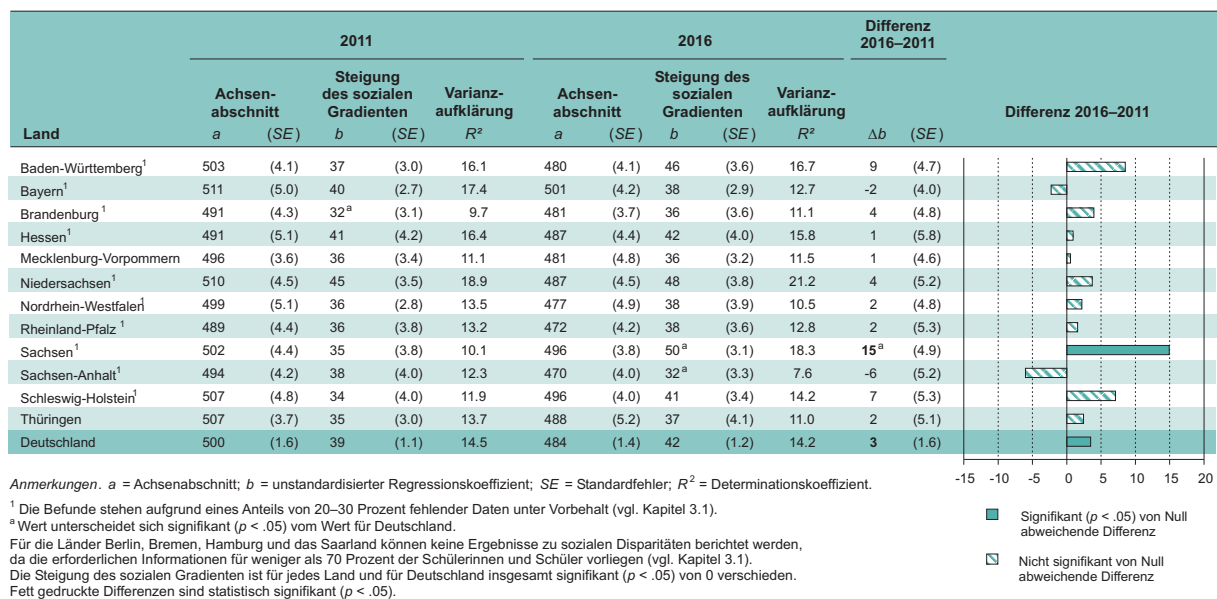 2011 2016 Differenz 2016–2011
Land Achsen-abschnitt Steigung des sozialen Gradienten Varianz-aufklärung Achsen-abschnitt Steigung des sozialen Gradienten Varianz-aufklärung Differenz 2016–2011
a (SE) b (SE) R² a (SE) b (SE) R² Δb (SE)
Baden-Württemberg¹ 503 (4.1) 37 (3.0) 16.1 480 (4.1) 46 (3.6) 16.7 9 (4.7)
Bayern¹ 511 (5.0) 40 (2.7) 17.4 501 (4.2) 38 (2.9) 12.7 -2 (4.0)
Brandenburg¹ 491 (4.3) 32ᵃ (3.1) 9.7 481 (3.7) 36 (3.6) 11.1 4 (4.8)
Hessen¹ 491 (5.1) 41 (4.2) 16.4 487 (4.4) 42 (4.0) 15.8 1 (5.8)
Mecklenburg-Vorpommern 496 (3.6) 36 (3.4) 11.1 481 (4.8) 36 (3.2) 11.5 1 (4.6)
Niedersachsen¹ 510 (4.5) 45 (3.5) 18.9 487 (4.5) 48 (3.8) 21.2 4 (5.2)
Nordrhein-Westfalen¹ 499 (5.1) 36 (2.8) 13.5 477 (4.9) 38 (3.9) 10.5 2 (4.8)
Rheinland-Pfalz¹ 489 (4.4) 36 (3.8) 13.2 472 (4.2) 38 (3.6) 12.8 2 (5.3)
Sachsen¹ 502 (4.4) 35 (3.8) 10.1 496 (3.8) 50ᵃ (3.1) 18.3 15ᵃ (4.9)
Sachsen-Anhalt¹ 494 (4.2) 38 (4.0) 12.3 470 (4.0) 32ᵃ (3.3) 7.6 -6 (5.2)
Schleswig-Holstein¹ 507 (4.8) 34 (4.0) 11.9 496 (4.0) 41 (3.4) 14.2 7 (5.3)
Thüringen 507 (3.7) 35 (3.0) 13.7 488 (5.2) 37 (4.1) 11.0 2 (5.1)
Deutschland 500 (1.6) 39 (1.1) 14.5 484 (1.4) 42 (1.2) 14.2 3 (1.6)
-15 -10 -5 0 5 10 15 20
Anmerkungen. a = Achsenabschnitt; b = unstandardisierter Regressionskoeffizient; SE = Standardfehler; R² = Determinationskoeffizient.
¹ Die Befunde stehen aufgrund eines Anteils von 20–30 Prozent fehlender Daten unter Vorbehalt (vgl. Kapitel 3.1).
ᵃ Wert unterscheidet sich signifikant (p < .05) vom Wert für Deutschland.
Für die Länder Berlin, Bremen, Hamburg und das Saarland können keine Ergebnisse zu sozialen Disparitäten berichtet werden,
da die erforderlichen Informationen für weniger als 70 Prozent der Schülerinnen und Schüler vorliegen (vgl. Kapitel 3.1).
Die Steigung des sozialen Gradienten ist für jedes Land und für Deutschland insgesamt signifikant (p < .05) von 0 verschieden.
Fett gedruckte Differenzen sind statistisch signifikant (p < .05).
Signifikant (p < .05) von Null
abweichende Differenz
Nicht signifikant von Null
abweichende Differenz